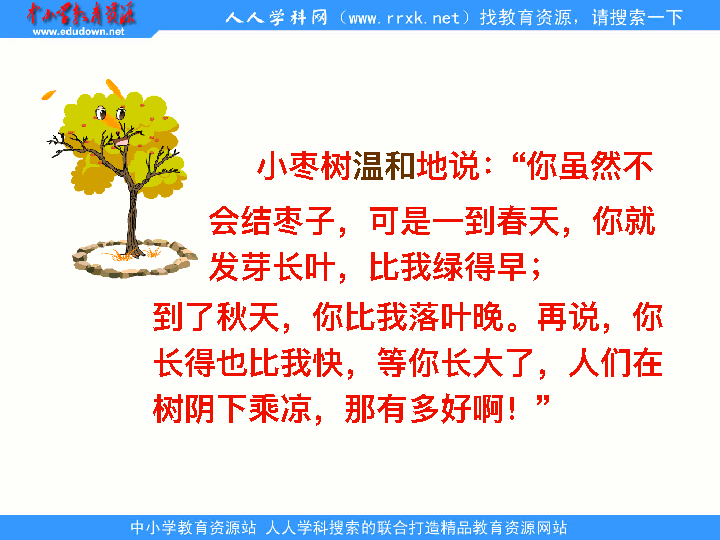 中小学教育资源
www.edudown.net
人人学科网（www.rrxk.net）找教育资源，请搜索一下
小枣树温和地说：“你虽然不
会结枣子，可是一到春天，你就
发芽长叶，比我绿得早；
到了秋天，你比我落叶晚。再说，你
长得也比我快，等你长大了，人们在
树阴下乘凉，那有多好啊！”
中小学教育资源站 人人学科搜索的联合打造精品教育资源网站